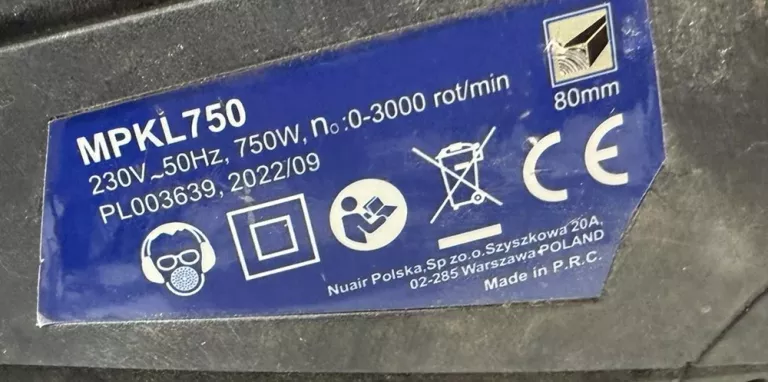 MPKL750
230V~50Hz, 750W, no:0-3000 rot/min
PL003639, 2022/09
80mm
CE
Nuair Polska,Sp zo.o.Szyszkowa 20A,
02-285 Warszawa-POLAND
Made in P.R.C.